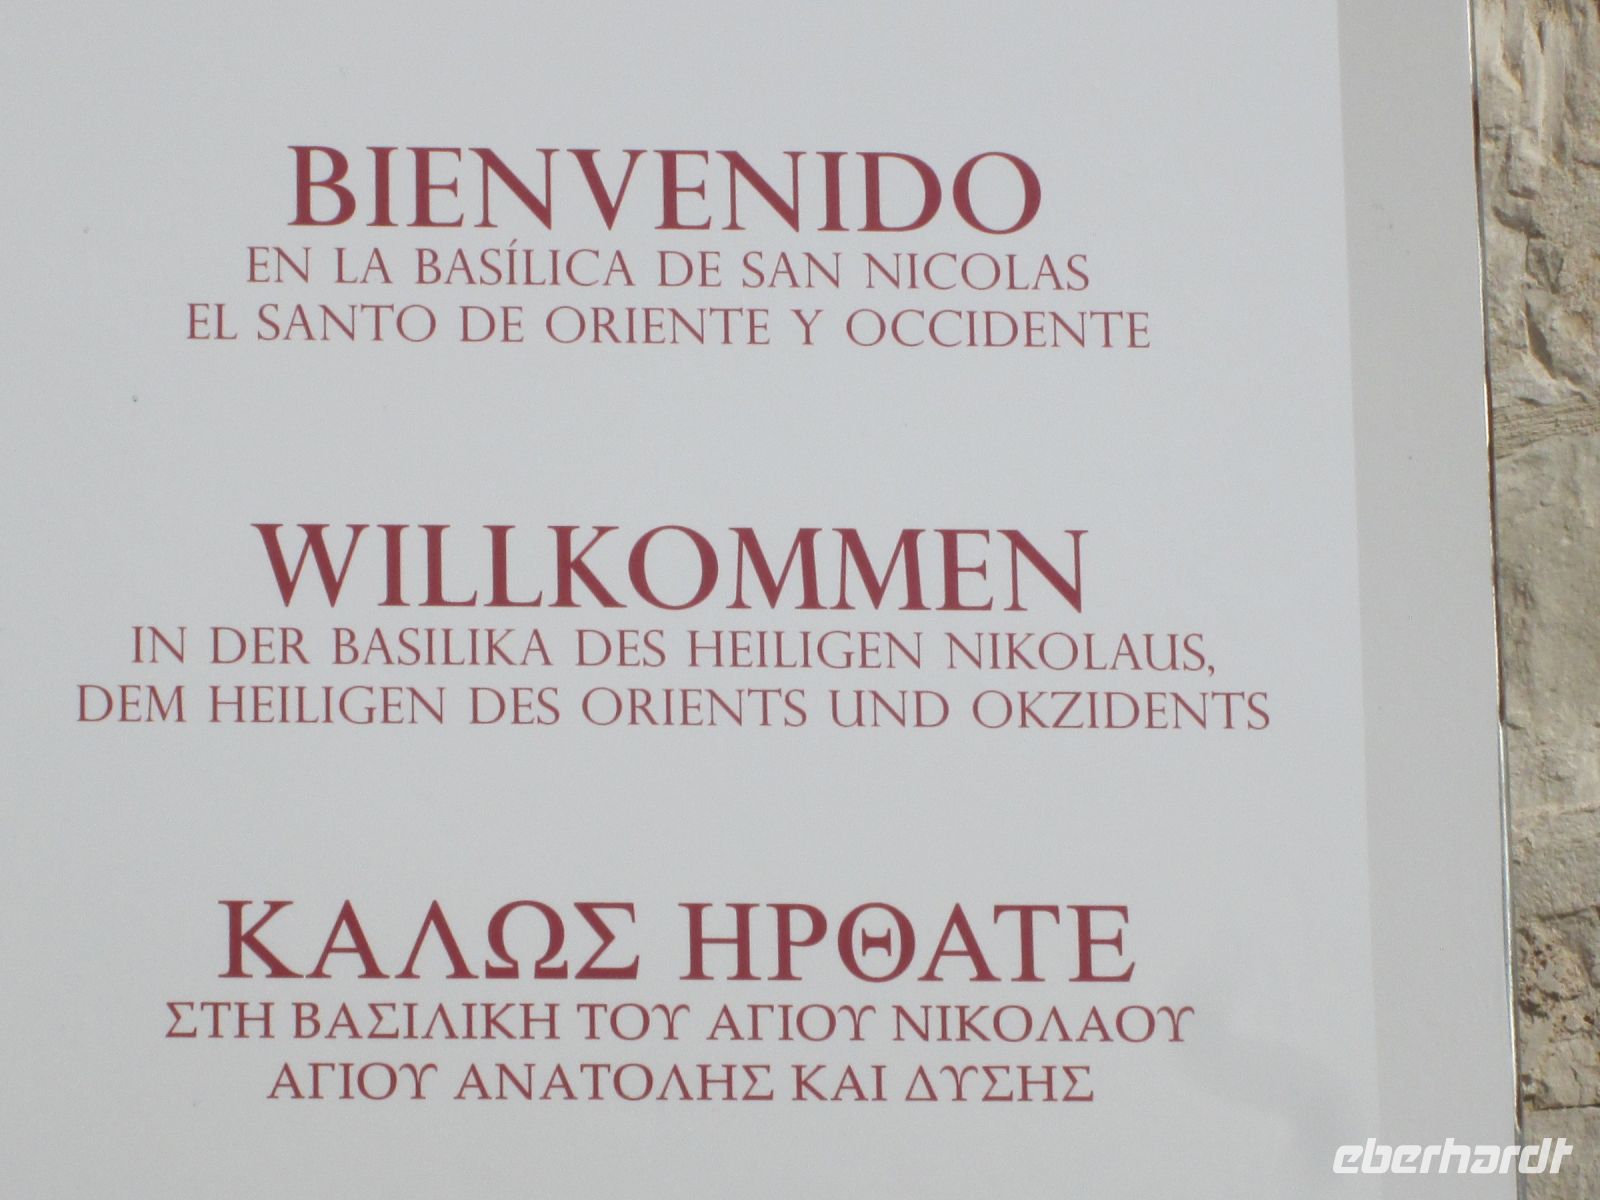 BIENVENIDO
EN LA BASÍLICA DE SAN NICOLAS
EL SANTO DE ORIENTE Y OCCIDENTE
WILLKOMMEN
IN DER BASILIKA DES HEILIGEN NIKOLAUS,
DEM HEILIGEN DES ORIENTS UND OKZIDENTS
ΚΑΛΩΣ ΗΡΘΑΤΕ
ΣΤΗ ΒΑΣΙΛΙΚΗ ΤΟΥ ΑΓΙΟΥ ΝΙΚΟΛΑΟΥ
ΑΓΙΟΥ ΑΝΑΤΟΛΗΣ ΚΑΙ ΔΥΣΗΣ
eberhardt